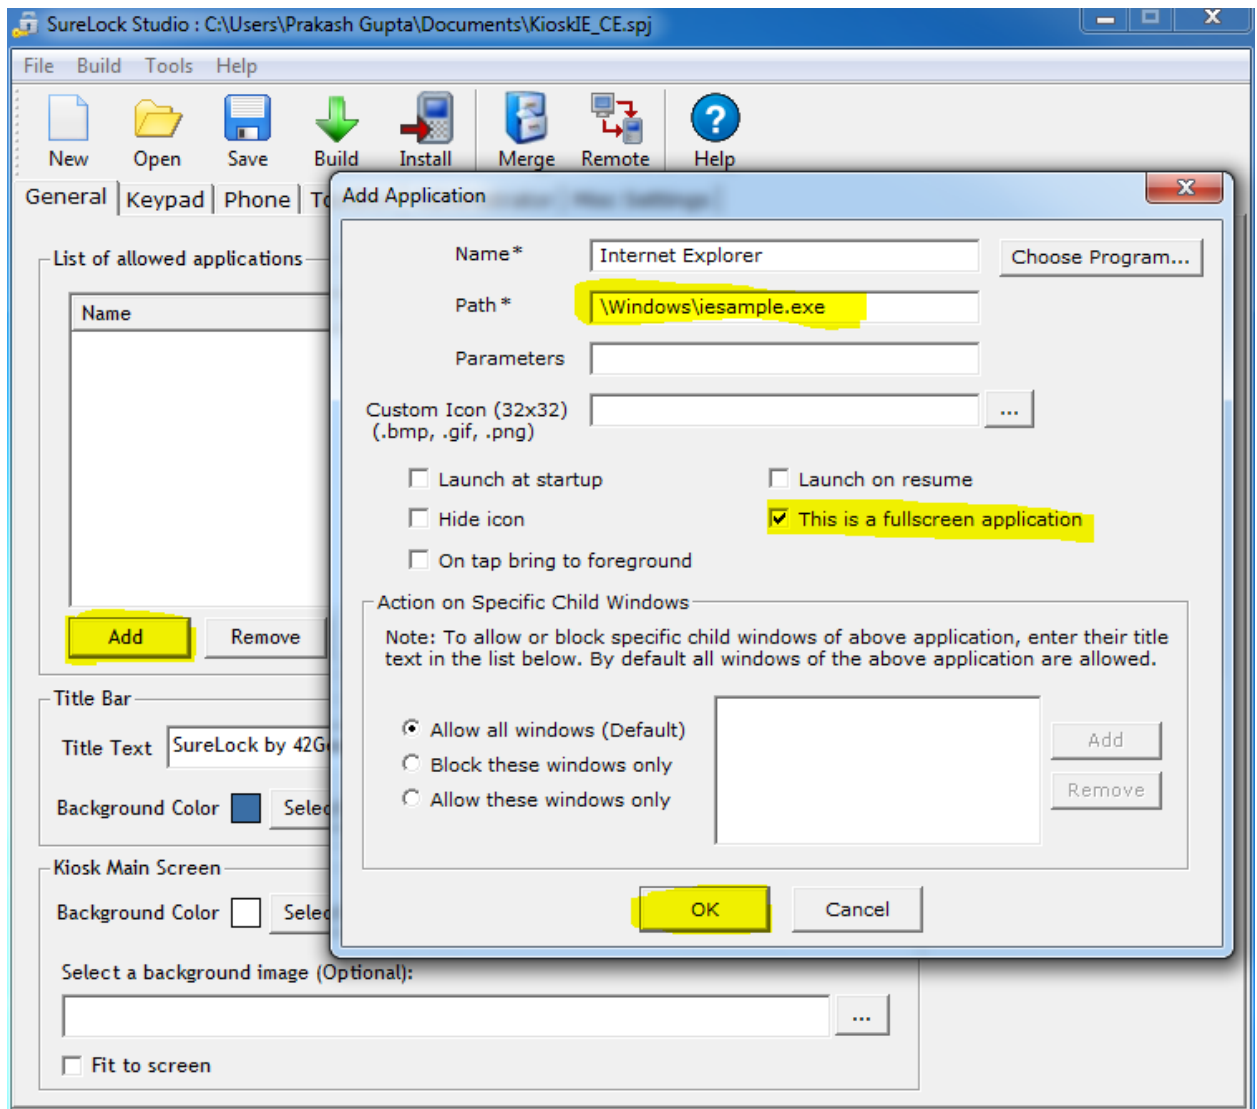 SureLock Studio : C:\Users\Prakash Gupta\Documents\KioskIE_CE.spj
File Build Tools Help
New Open Save Build Install Merge Remote Help
General Keypad Phone
Add Application
Name*
Internet Explorer
Choose Program...
Path*
\Windows\iesample.exe
Parameters
Custom Icon (32x32)
(.bmp, .gif, .png)
...
Launch at startup
Launch on resume
Hide icon
This is a fullscreen application
On tap bring to foreground
Action on Specific Child Windows
Note: To allow or block specific child windows of above application, enter their title
text in the list below. By default all windows of the above application are allowed.
Allow all windows (Default)
Block these windows only
Allow these windows only
Add
Remove
OK
Cancel
List of allowed applications
Name
Add
Remove
Title Bar
Title Text
SureLock by 42G
Background Color
Selec
Kiosk Main Screen
Background Color
Selec
Select a background image (Optional):
...
Fit to screen